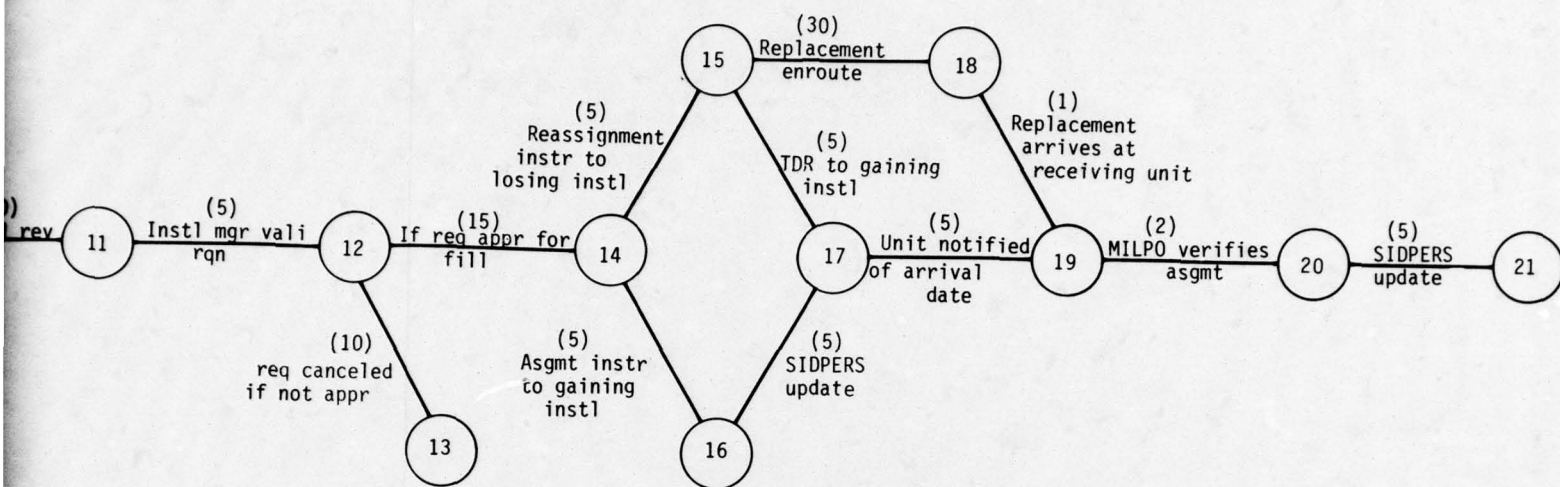 )
rev
11
(5)
Instl mgr vali
rqn
12
(15)
If req appr for
fill
14
(10)
req canceled
if not appr
13
(5)
Reassignment
instr to
losing instl
15
(30)
Replacement
enroute
18
(1)
Replacement
arrives at
receiving unit
(5)
TDR to gaining
instl
17
(5)
Asgmt instr
to gaining
instl
16
(5)
SIDPERS
update
(5)
Unit notified
of arrival
date
19
(2)
MILPO verifies
asgmt
20
(5)
SIDPERS
update
21